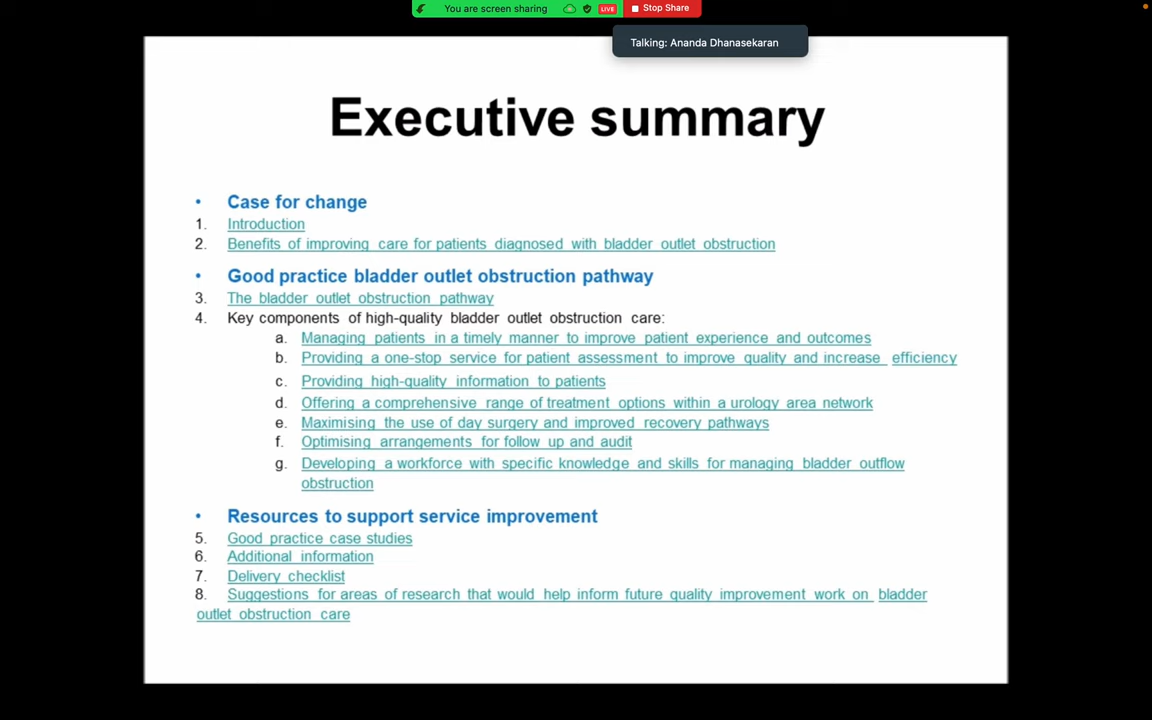 You are screen sharing LIVE Stop Share
Talking: Ananda Dhanasekaran
Executive summary
• Case for change
1. Introduction
2. Benefits of improving care for patients diagnosed with bladder outlet obstruction
• Good practice bladder outlet obstruction pathway
3. The bladder outlet obstruction pathway
4. Key components of high-quality bladder outlet obstruction care:
a. Managing patients in a timely manner to improve patient experience and outcomes
b. Providing a one-stop service for patient assessment to improve quality and increase efficiency
c. Providing high-quality information to patients
d. Offering a comprehensive range of treatment options within a urology area network
e. Maximising the use of day surgery and improved recovery pathways
f. Optimising arrangements for follow up and audit
g. Developing a workforce with specific knowledge and skills for managing bladder outflow
obstruction
• Resources to support service improvement
5. Good practice case studies
6. Additional information
7. Delivery checklist
8. Suggestions for areas of research that would help inform future quality improvement work on bladder
outlet obstruction care